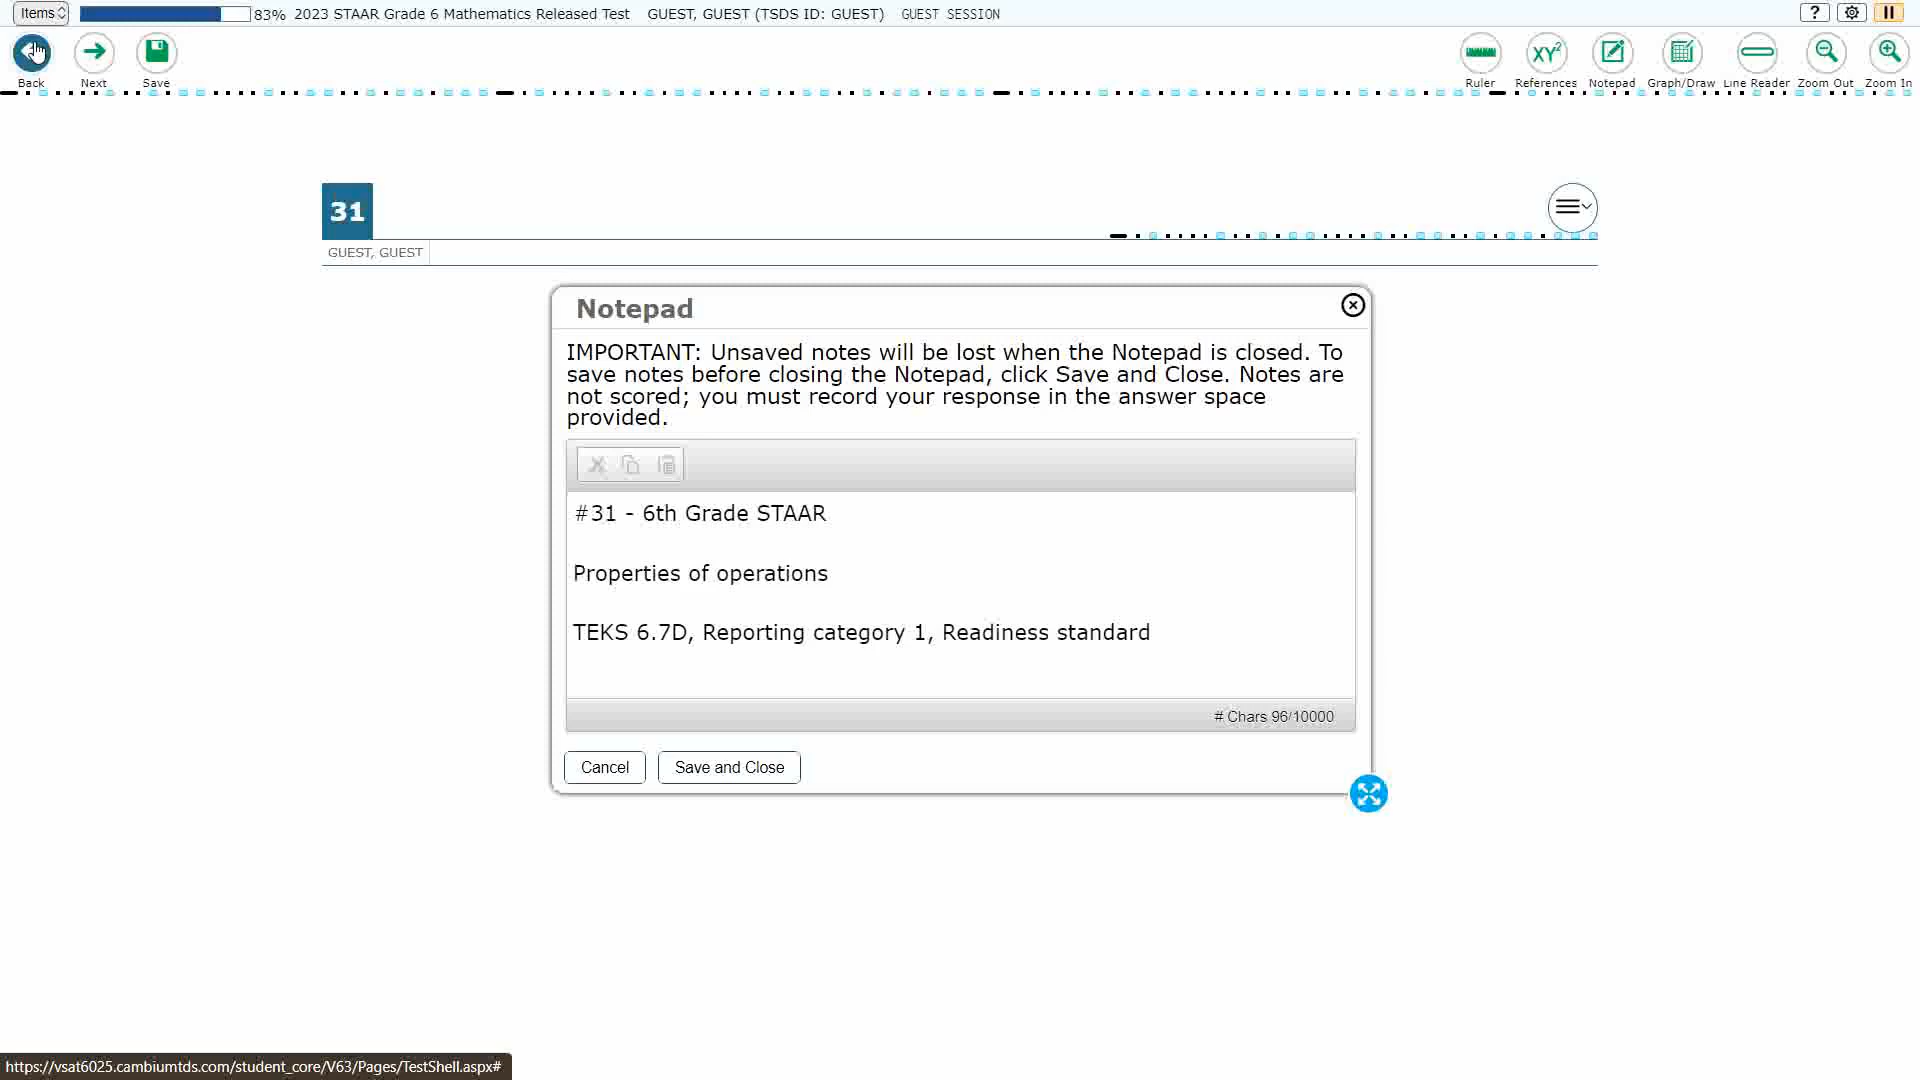 Items 83% 2023 STAAR Grade 6 Mathematics Released Test GUEST, GUEST (TSDS ID: GUEST) GUEST SESSION ?
Back Next Save Ruler References Notepad Graph/Draw Line Reader Zoom Out Zoom In
XY2
31
GUEST, GUEST
Notepad
IMPORTANT: Unsaved notes will be lost when the Notepad is closed. To
save notes before closing the Notepad, click Save and Close. Notes are
not scored; you must record your response in the answer space
provided.
#31 - 6th Grade STAAR
Properties of operations
TEKS 6.7D, Reporting category 1, Readiness standard
# Chars 96/10000
Cancel Save and Close
https://vsat6025.cambiumtds.com/student_core/V63/Pages/TestShell.aspx#